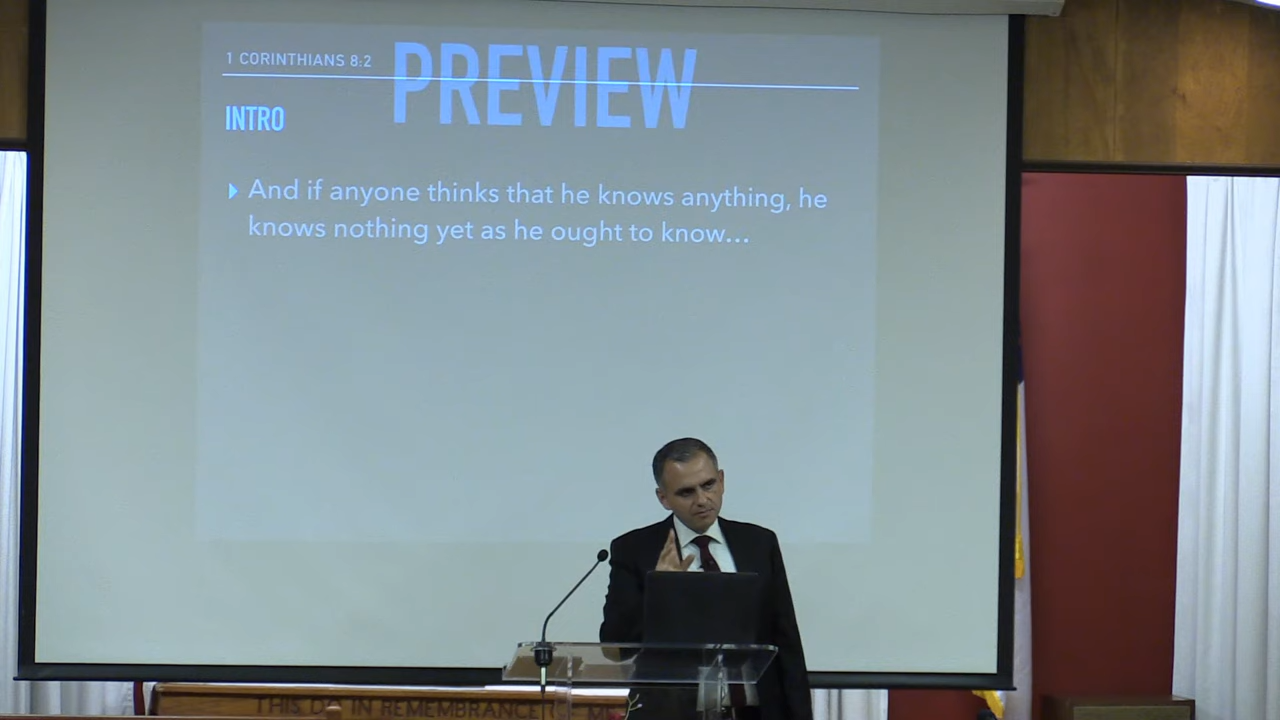 1 CORINTHIANS 8:2
PREVIEW
INTRO
And if anyone thinks that he knows anything, he
knows nothing yet as he ought to know...
THIS DO IN REMEMBRANCE OF